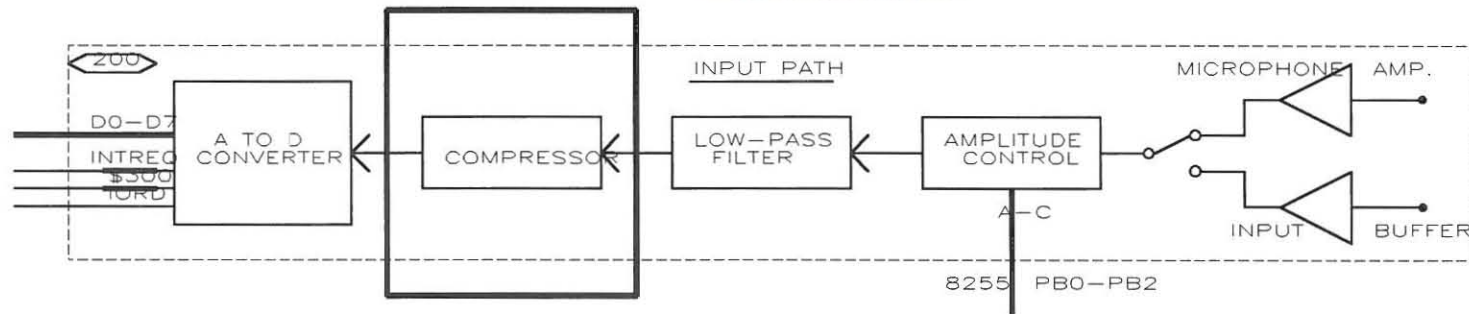 200
INPUT PATH
MICROPHONE AMP.
D0-D7
A TO D
CONVERTER
INTREQ
$300
IORD
COMPRESSOR
LOW-PASS
FILTER
AMPLITUDE
CONTROL
A-C
INPUT BUFFER
8255 PB0-PB2